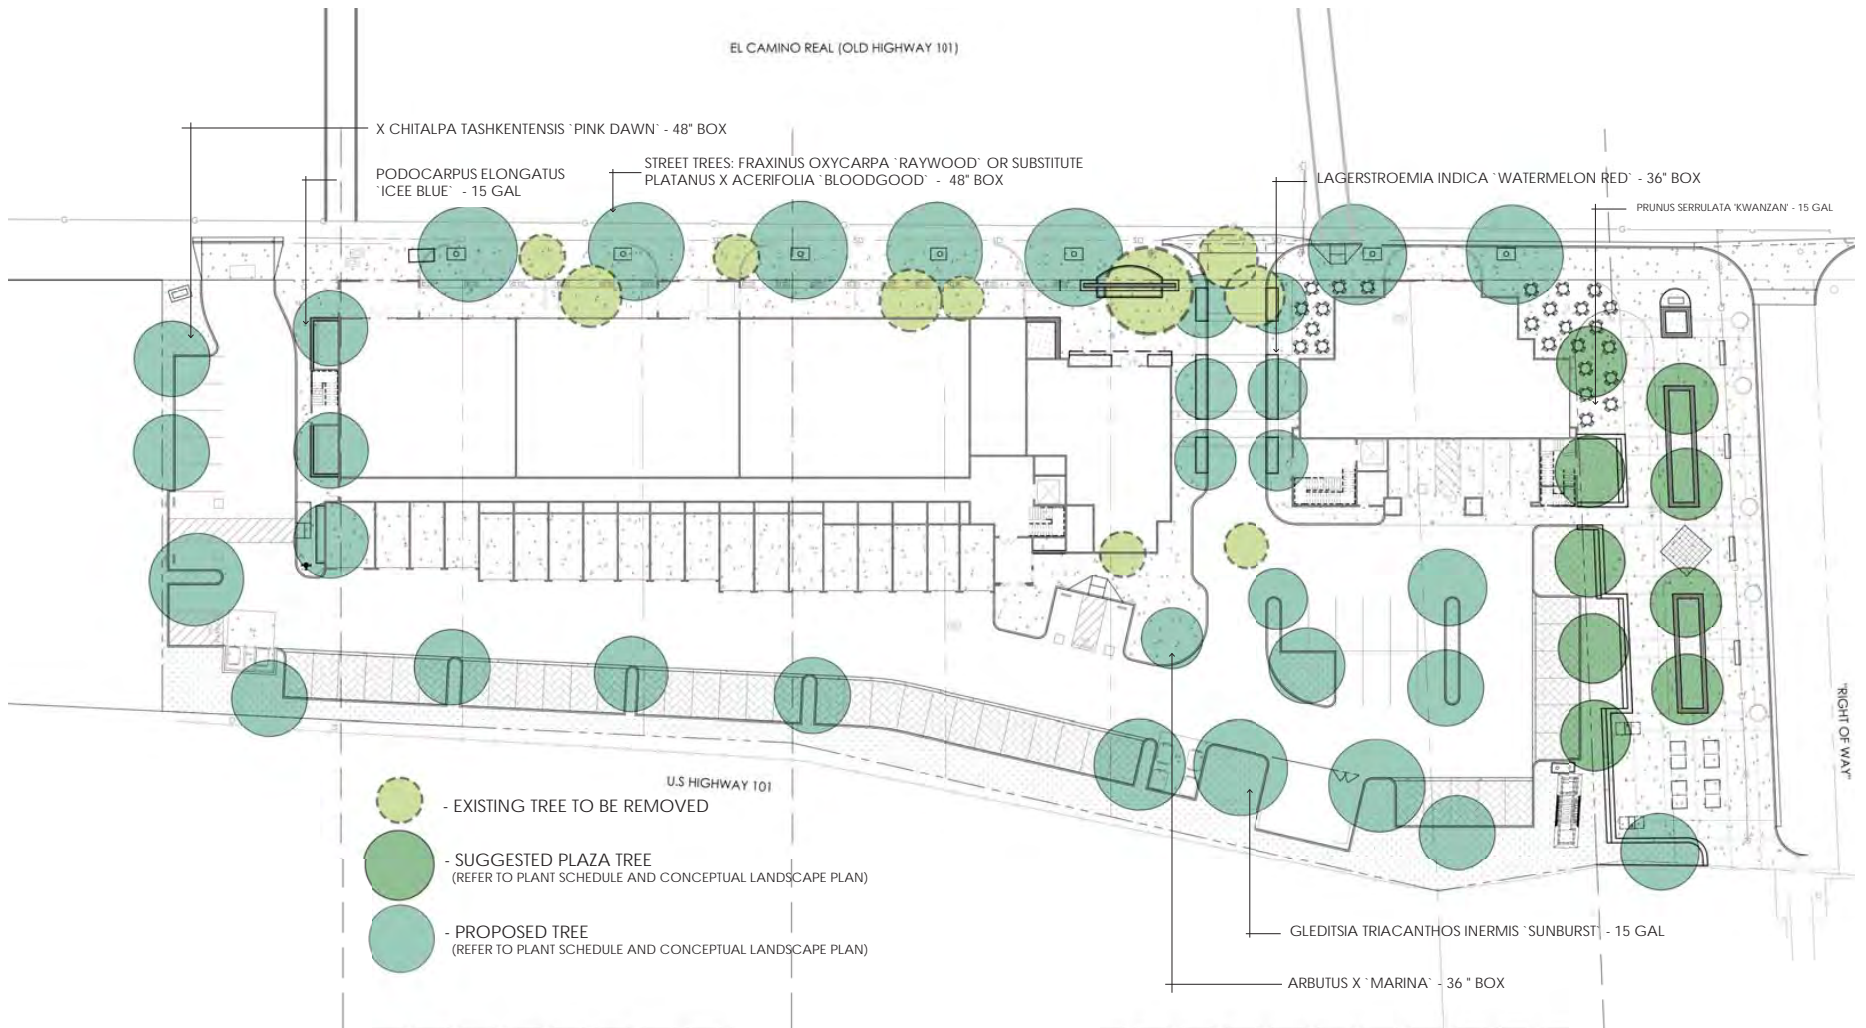 EL CAMINO REAL (OLD HIGHWAY 101)
X CHITALPA TASHKENTENSIS `PINK DAWN` - 48" BOX
PODOCARPUS ELONGATUS
`ICEE BLUE` - 15 GAL
STREET TREES: FRAXINUS OXYCARPA `RAYWOOD` OR SUBSTITUTE
PLATANUS X ACERIFOLIA `BLOODGOOD` - 48" BOX
LAGERSTROEMIA INDICA `WATERMELON RED` - 36" BOX
PRUNUS SERRULATA 'KWANZAN' - 15 GAL
"RIGHT OF WAY"
U.S HIGHWAY 101
- EXISTING TREE TO BE REMOVED
- SUGGESTED PLAZA TREE
(REFER TO PLANT SCHEDULE AND CONCEPTUAL LANDSCAPE PLAN)
- PROPOSED TREE
(REFER TO PLANT SCHEDULE AND CONCEPTUAL LANDSCAPE PLAN)
GLEDITSIA TRIACANTHOS INERMIS `SUNBURST` - 15 GAL
ARBUTUS X `MARINA` - 36 " BOX